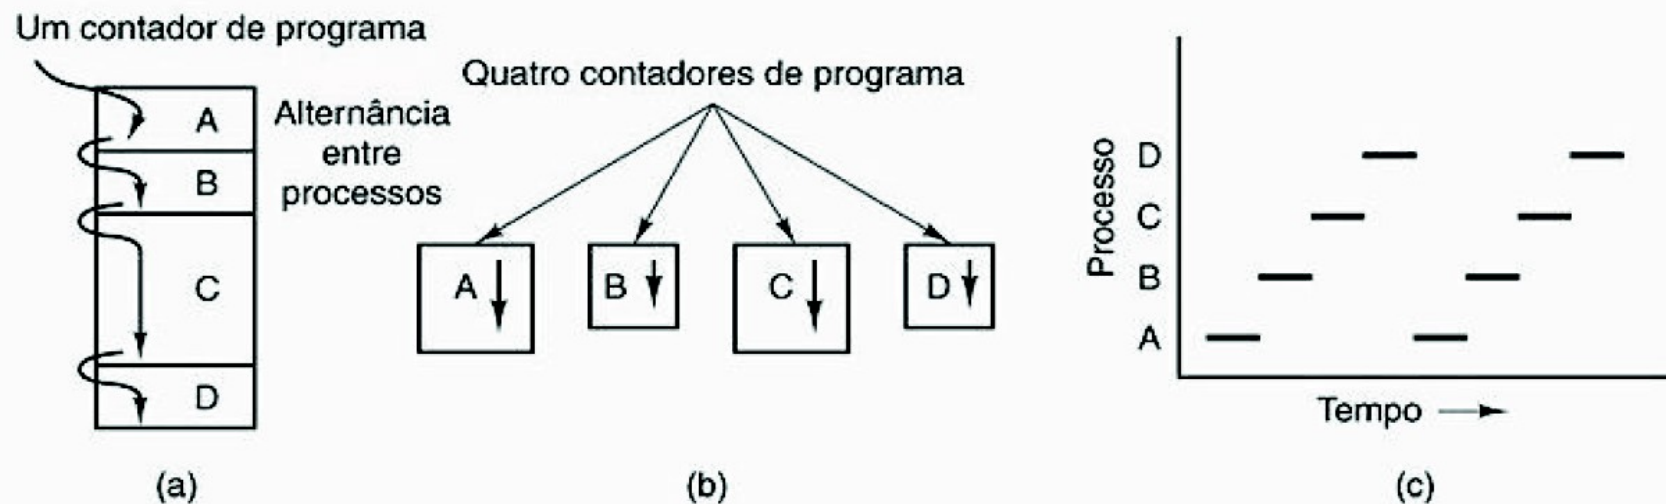 Um contador de programa
A
B
C
D
Alternância
entre
processos
(a)
Quatro contadores de programa
A
B
C
D
(b)
Processo
D
C
B
A
Tempo
(c)